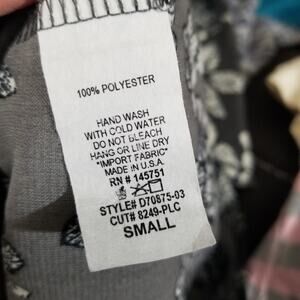 100% POLYESTER
HAND WASH
WITH COLD WATER
DO NOT BLEACH
HANG OR LINE DRY
"IMPORT FABRIC"
MADE IN U.S.A.
RN # 145751
STYLE# D70875-03
CUT# 8249-PLC
SMALL